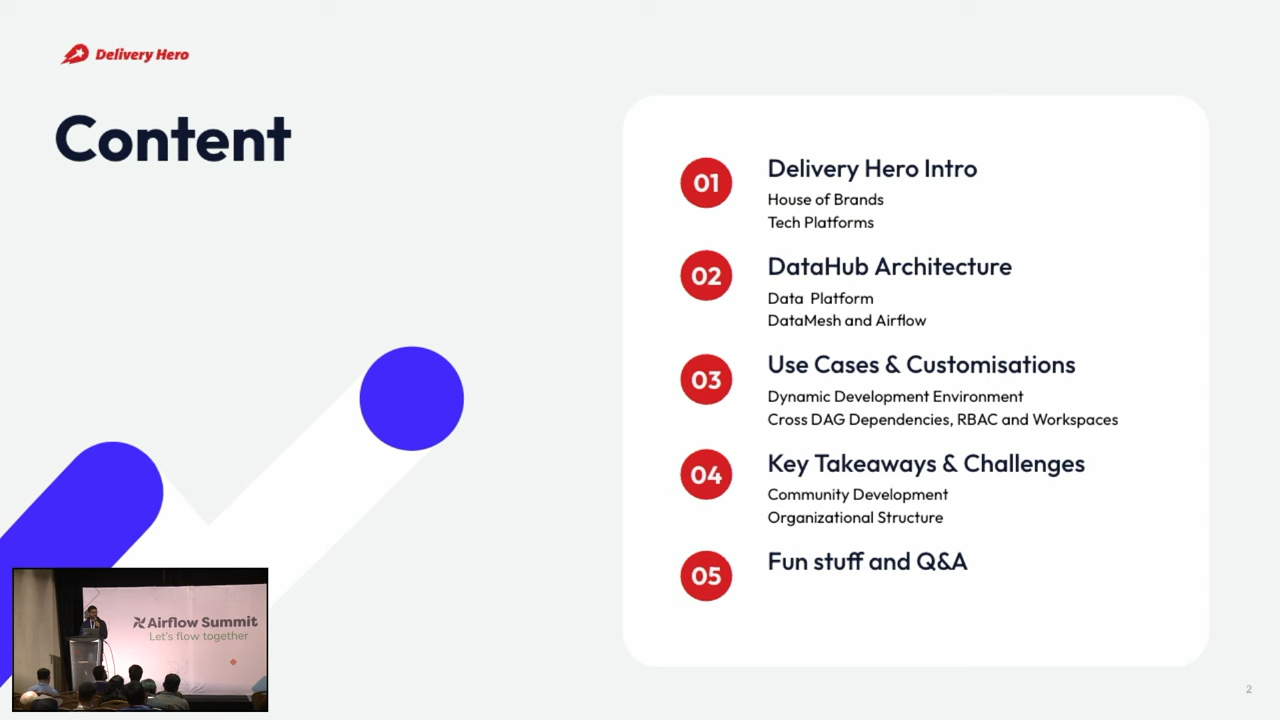 Delivery Hero
Content
01
Delivery Hero Intro
House of Brands
Tech Platforms
02
DataHub Architecture
Data Platform
DataMesh and Airflow
03
Use Cases & Customisations
Dynamic Development Environment
Cross DAG Dependencies, RBAC and Workspaces
04
Key Takeaways & Challenges
Community Development
Organizational Structure
05
Fun stuff and Q&A
Airflow Summit
Let's flow together
2